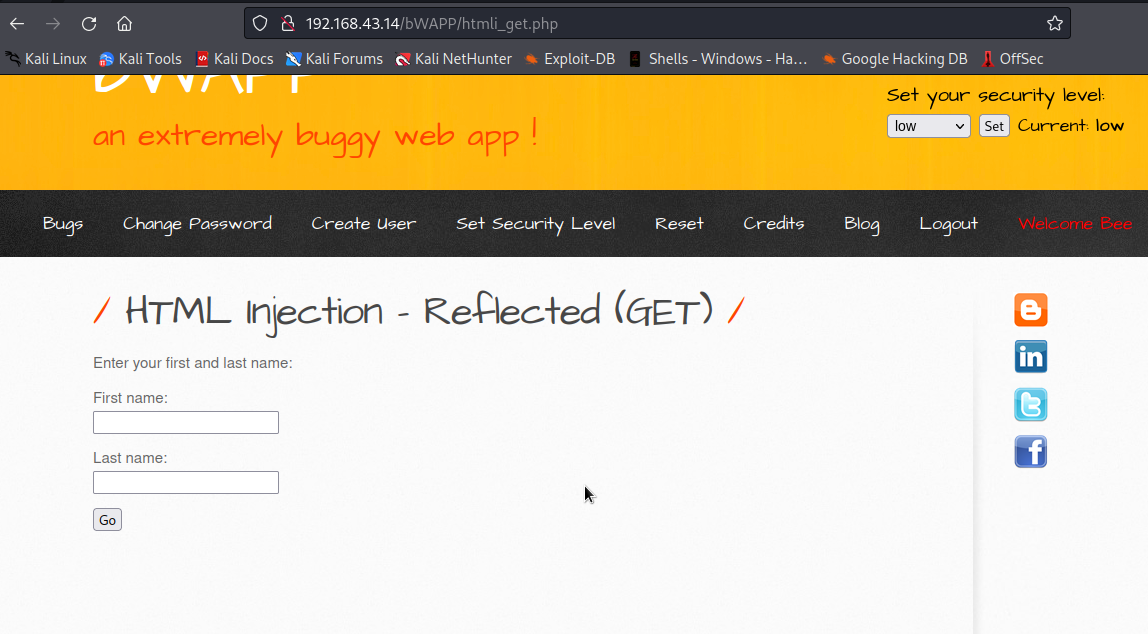 192.168.43.14/bWAPP/htmli_get.php
Kali Linux Kali Tools Kali Docs Kali Forums Kali NetHunter Exploit-DB Shells - Windows - Ha… Google Hacking DB OffSec
bWAPP
an extremely buggy web app !
Set your security level:
low Set Current: low
Bugs Change Password Create User Set Security Level Reset Credits Blog Logout Welcome Bee
/ HTML Injection - Reflected (GET) /
Enter your first and last name:
First name:
Last name:
Go